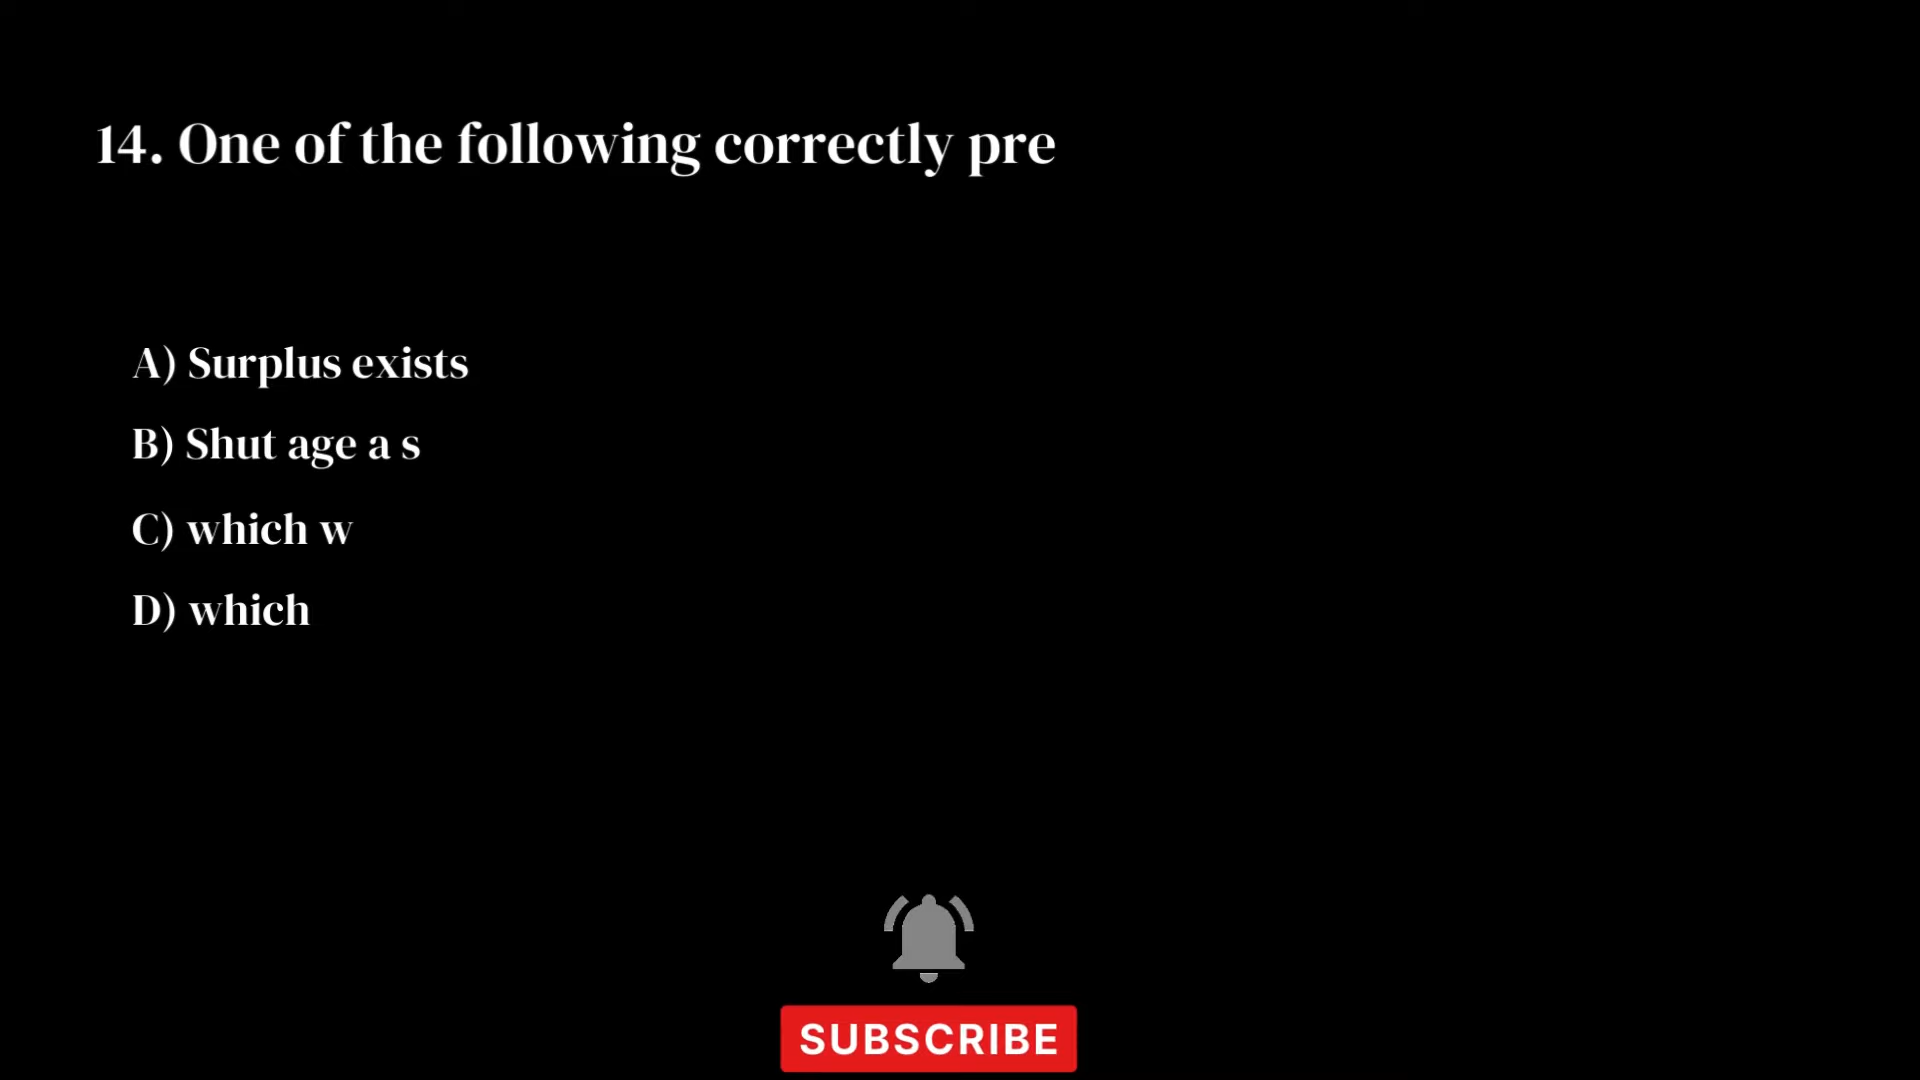 14. One of the following correctly pre
A) Surplus exists
B) Shut age a s
C) which w
D) which
SUBSCRIBE